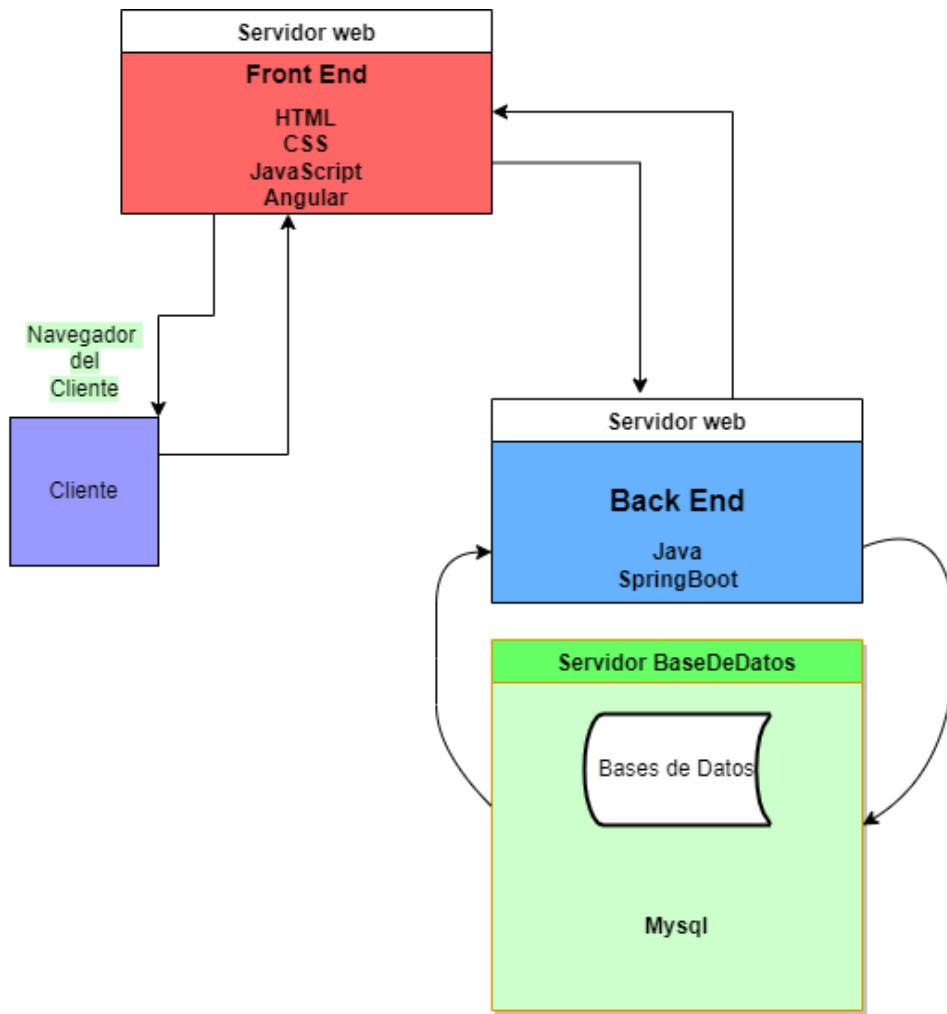 Servidor web
Front End
HTML
CSS
JavaScript
Angular
Navegador
del
Cliente
Cliente
Servidor web
Back End
Java
SpringBoot
Servidor BaseDeDatos
Bases de Datos
Mysql